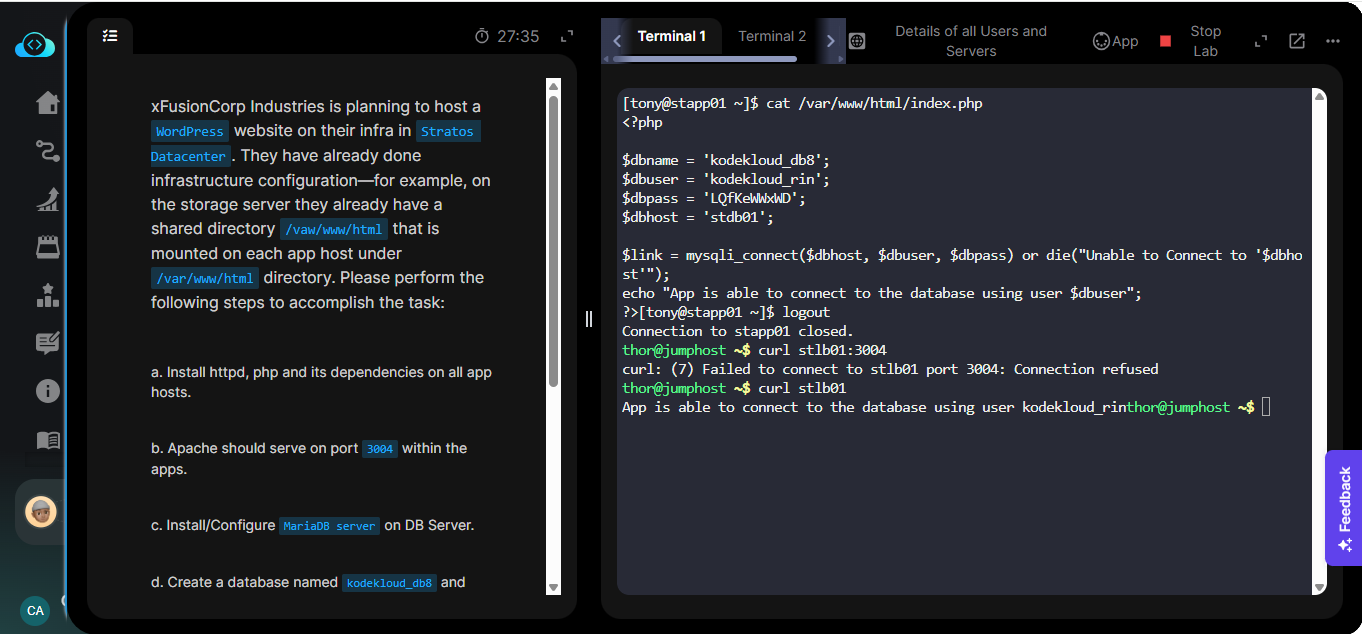 27:35
Terminal 1
Terminal 2
Details of all Users and
Servers
App
Stop
Lab
xFusionCorp Industries is planning to host a
WordPress website on their infra in Stratos
Datacenter. They have already done
infrastructure configuration—for example, on
the storage server they already have a
shared directory /vaw/www/html that is
mounted on each app host under
/var/www/html directory. Please perform the
following steps to accomplish the task:
a. Install httpd, php and its dependencies on all app
hosts.
b. Apache should serve on port 3004 within the
apps.
c. Install/Configure MariaDB server on DB Server.
d. Create a database named kodekloud_db8 and
[tony@stapp01 ~]$ cat /var/www/html/index.php
<?php
$dbname = 'kodekloud_db8';
$dbuser = 'kodekloud_rin';
$dbpass = 'LQfKeWWxWD';
$dbhost = 'stdb01';
$link = mysqli_connect($dbhost, $dbuser, $dbpass) or die("Unable to Connect to '$dbho
st'");
echo "App is able to connect to the database using user $dbuser";
?>[tony@stapp01 ~]$ logout
Connection to stapp01 closed.
thor@jumphost ~$ curl stlb01:3004
curl: (7) Failed to connect to stlb01 port 3004: Connection refused
thor@jumphost ~$ curl stlb01
App is able to connect to the database using user kodekloud_rinthor@jumphost ~$
Feedback
CA